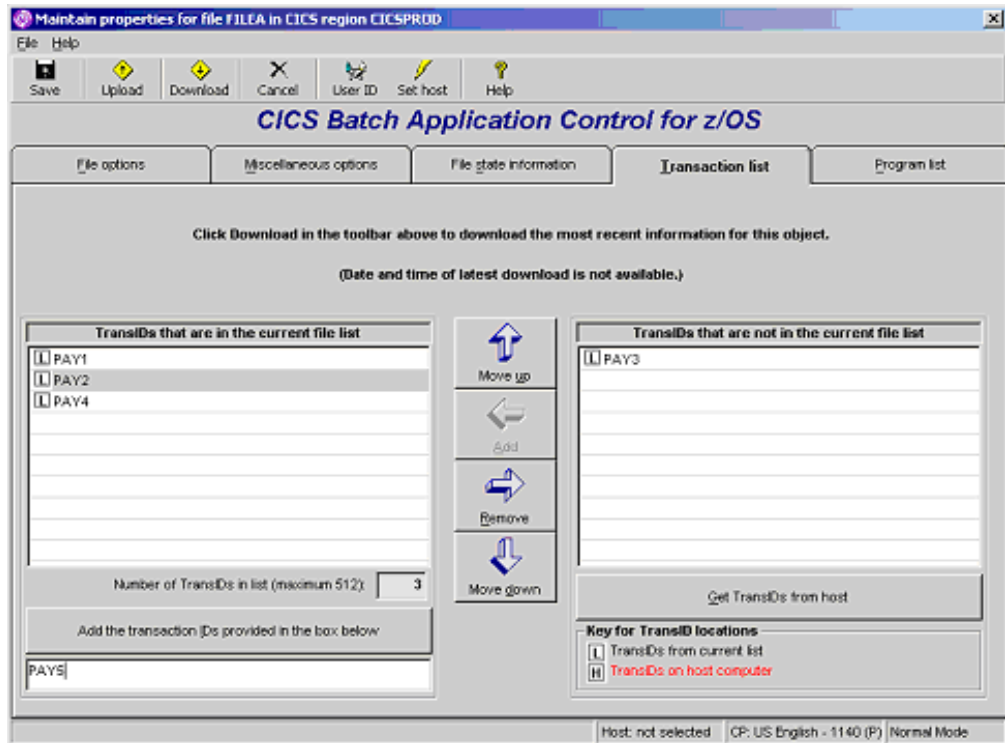 Maintain properties for file FILEA in CICS region CICSPROD
File Help
Save Upload Download Cancel User ID Set host Help
CICS Batch Application Control for z/OS
File options Miscellaneous options File state information Transaction list Program list
Click Download in the toolbar above to download the most recent information for this object.
(Date and time of latest download is not available.)
TransIDs that are in the current file list
L PAY1
L PAY2
L PAY4
Number of TransIDs in list (maximum 512): 3
Add the transaction IDs provided in the box below
PAY5
Move up
Add
Remove
Move down
TransIDs that are not in the current file list
L PAY3
Get TransIDs from host
Key for TransID locations
L TransIDs from current list
H TransIDs on host computer
Host: not selected CP: US English - 1140 (P) Normal Mode